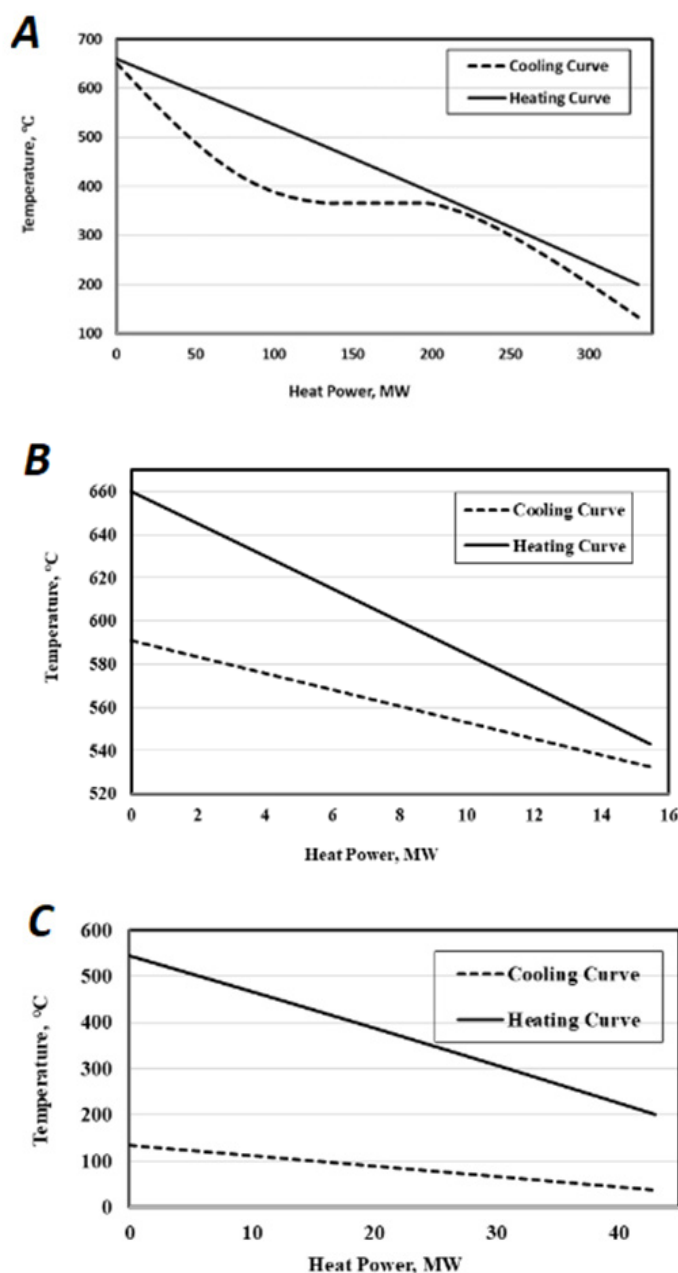 A
700
600
500
400
300
200
100
Temperature, °C
Cooling Curve
Heating Curve
0 50 100 150 200 250 300
Heat Power, MW
B
660
640
620
600
580
560
540
520
Temperature, °C
Cooling Curve
Heating Curve
0 2 4 6 8 10 12 14 16
Heat Power, MW
C
600
500
400
300
200
100
0
Temperature, °C
Cooling Curve
Heating Curve
0 10 20 30 40
Heat Power, MW